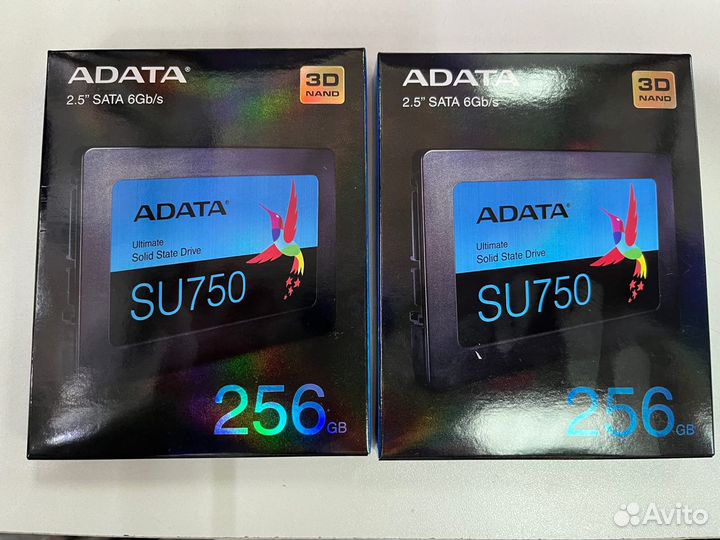 ADATA®
2.5” SATA 6Gb/s
3D
NAND
ADATA®
Ultimate
Solid State Drive
SU750
256GB
ADATA®
2.5” SATA 6Gb/s
3D
NAND
ADATA®
Ultimate
Solid State Drive
SU750
256GB
Avito